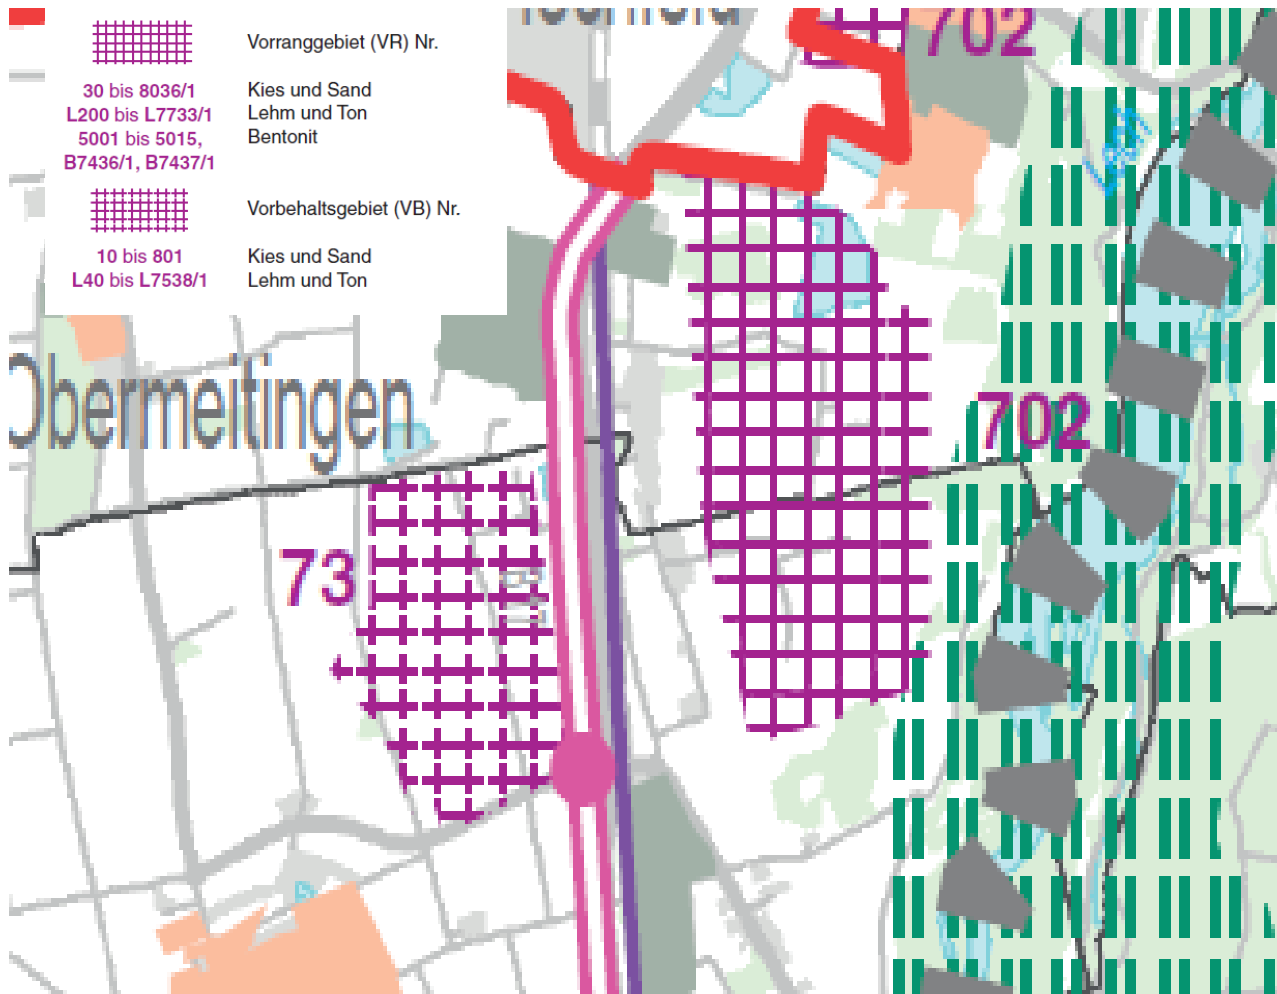 Vorranggebiet (VR) Nr.
30 bis 8036/1 Kies und Sand
L200 bis L7733/1 Lehm und Ton
5001 bis 5015, Bentonit
B7436/1, B7437/1
Vorbehaltsgebiet (VB) Nr.
10 bis 801 Kies und Sand
L40 bis L7538/1 Lehm und Ton
702
Lech
Obermeitingen
702
73
B17